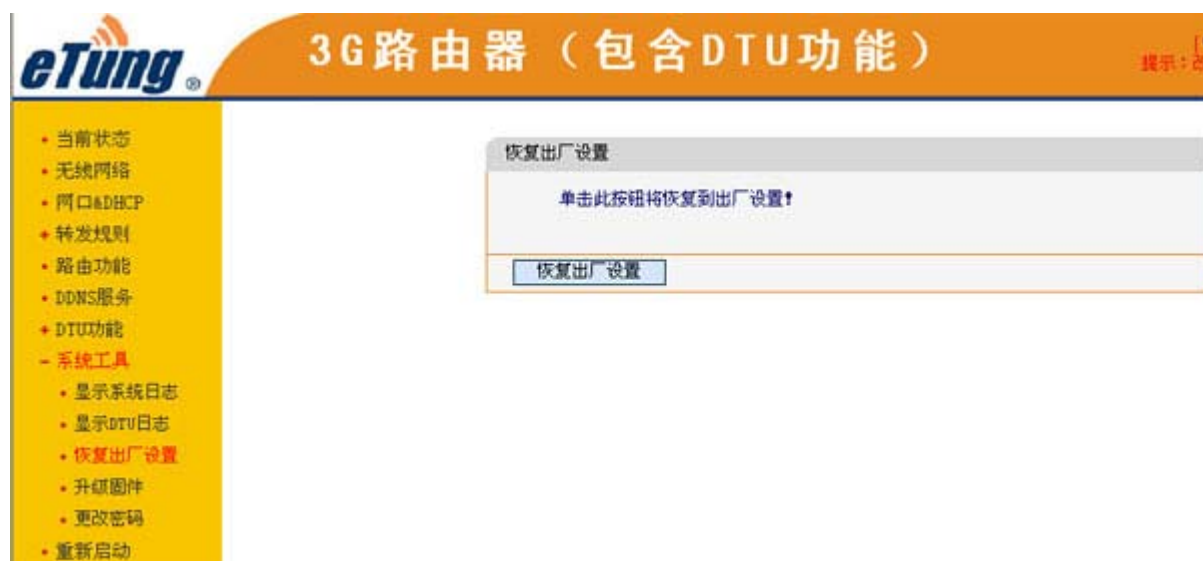 eTung ®
3G路由器（包含DTU功能）
提示：改
当前状态
无线网络
网口&DHCP
转发规则
路由功能
DDNS服务
DTU功能
系统工具
显示系统日志
显示DTU日志
恢复出厂设置
升级固件
更改密码
重新启动
恢复出厂设置
单击此按钮将恢复到出厂设置！
恢复出厂设置